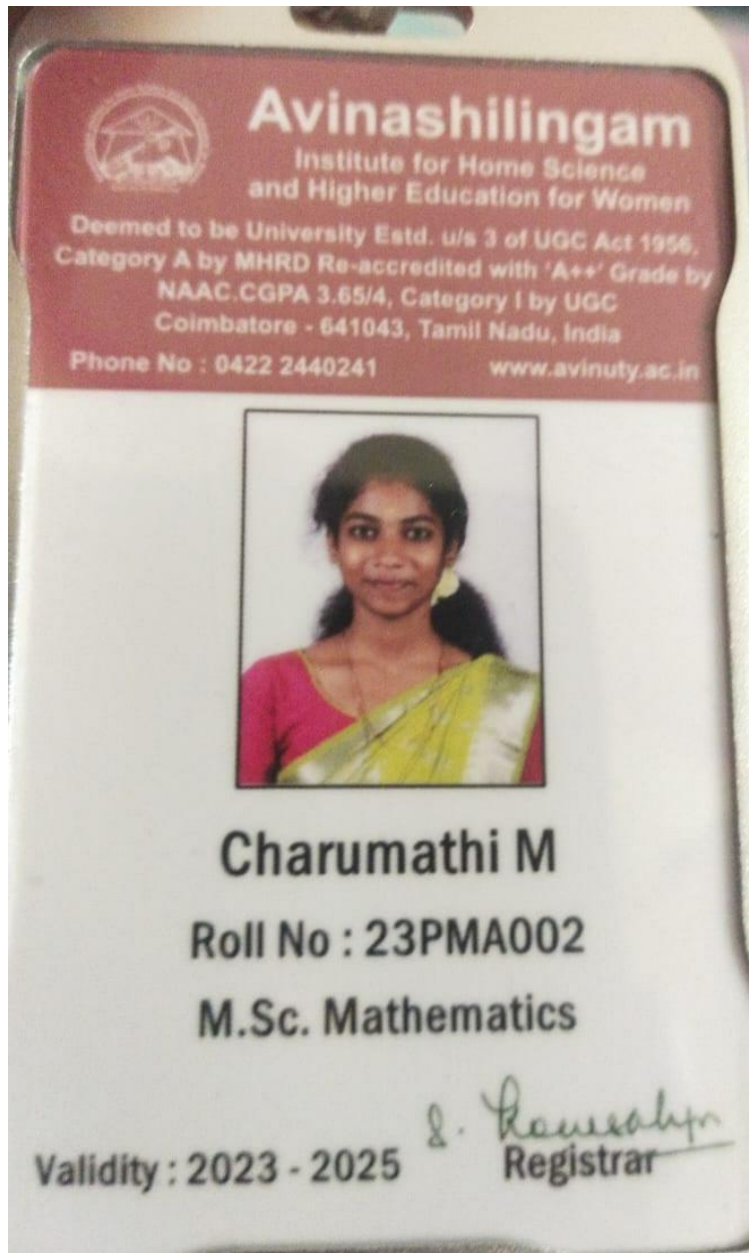 Avinashilingam
Institute for Home Science
and Higher Education for Women
Deemed to be University Estd. u/s 3 of UGC Act 1956,
Category A by MHRD Re-accredited with 'A++' Grade by
NAAC.CGPA 3.65/4, Category I by UGC
Coimbatore - 641043, Tamil Nadu, India
Phone No : 0422 2440241 www.avinuty.ac.in
Charumathi M
Roll No : 23PMA002
M.Sc. Mathematics
Validity : 2023 - 2025 Registrar